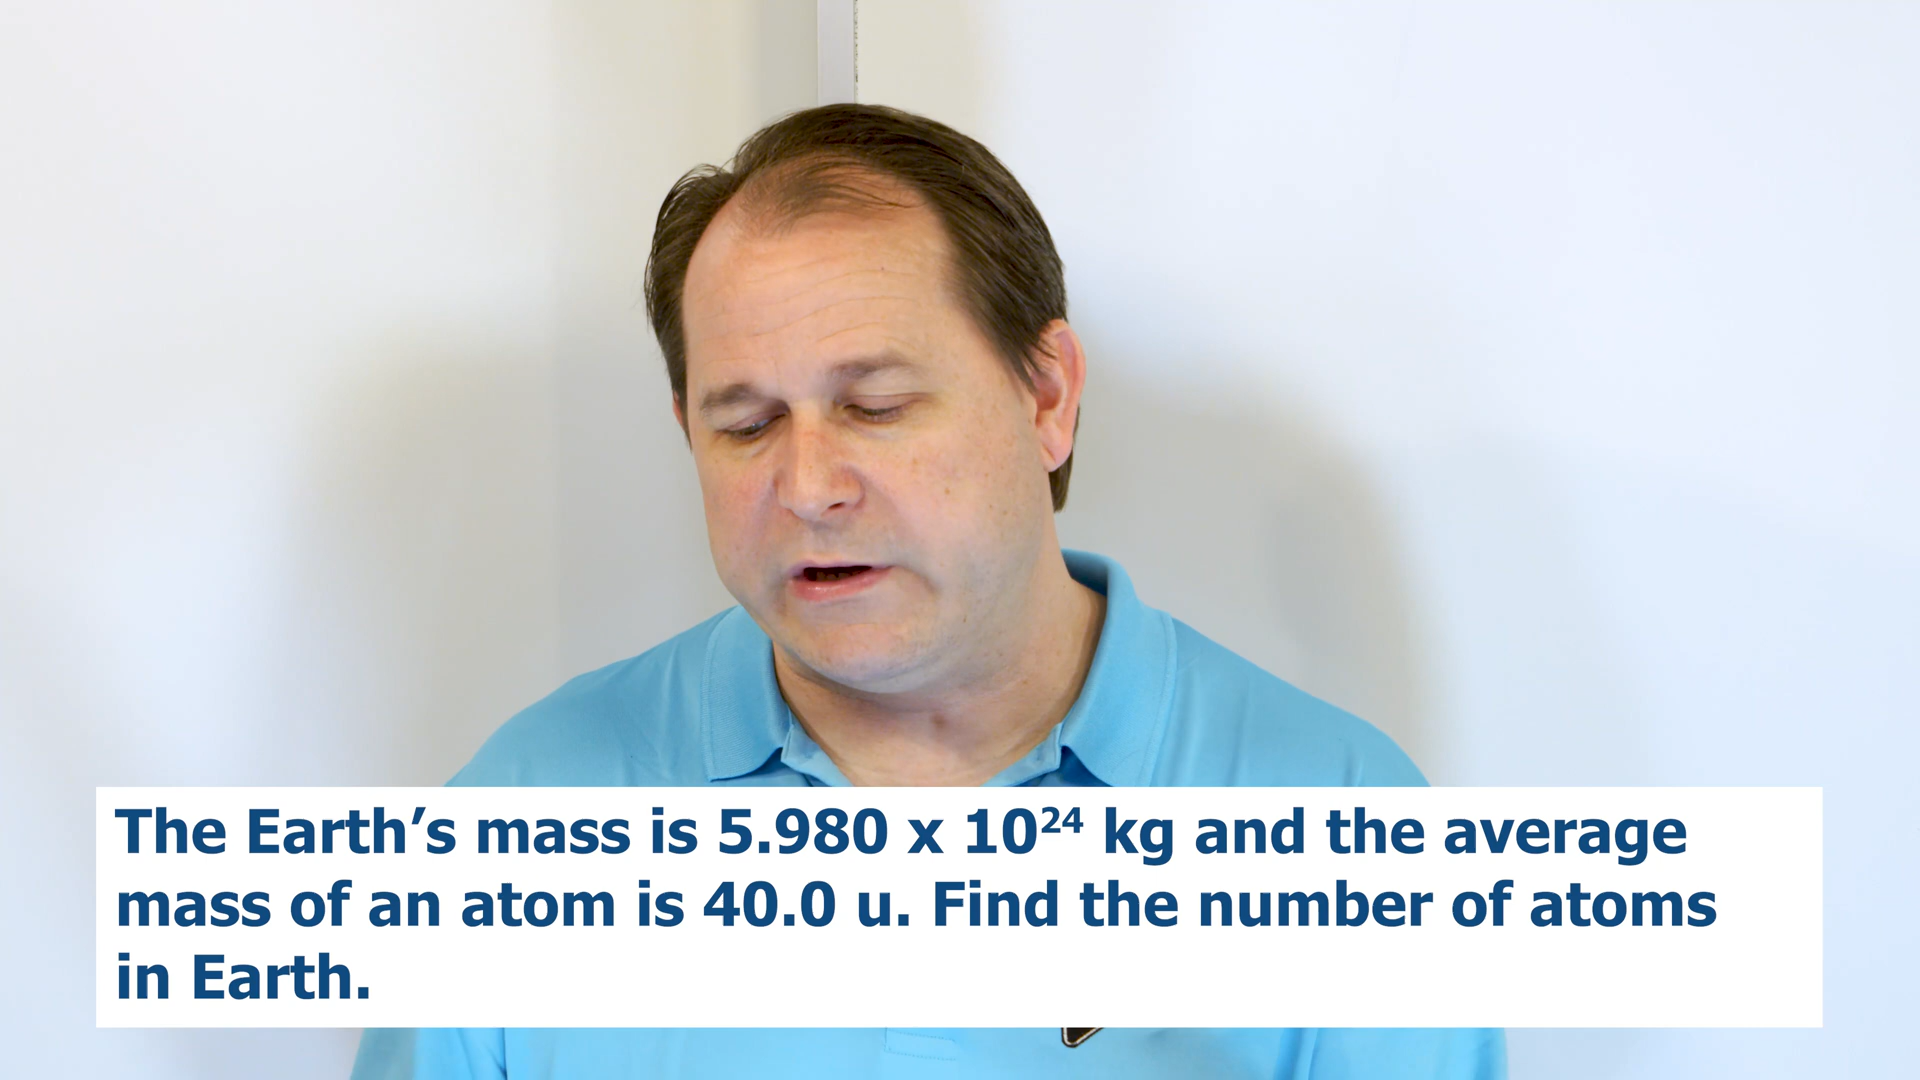 The Earth’s mass is 5.980 x 10²⁴ kg and the average
mass of an atom is 40.0 u. Find the number of atoms
in Earth.